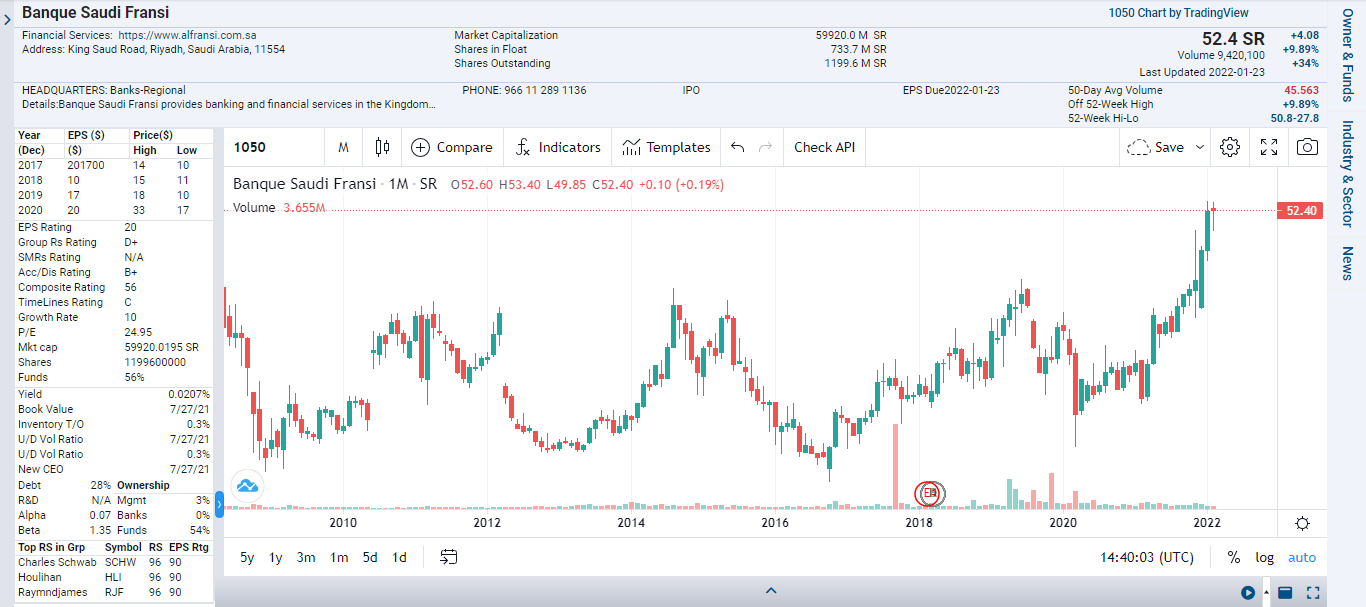 Banque Saudi Fransi
1050 Chart by TradingView
Financial Services: https://www.alfransi.com.sa
Address: King Saud Road, Riyadh, Saudi Arabia, 11554
Market Capitalization 59920.0 M SR
Shares in Float 733.7 M SR
Shares Outstanding 1199.6 M SR
52.4 SR +4.08
Volume 9,420,100 +9.89%
+34%
Last Updated 2022-01-23
HEADQUARTERS: Banks-Regional PHONE: 966 11 289 1136 IPO EPS Due2022-01-23
Details:Banque Saudi Fransi provides banking and financial services in the Kingdom...
50-Day Avg Volume 45.563
Off 52-Week High +9.89%
52-Week Hi-Lo 50.8-27.8
Owner & Funds
Industry & Sector
News
Year EPS ($) Price($)
(Dec) ($) High Low
2017 201700 14 10
2018 10 15 11
2019 17 18 10
2020 20 33 17
EPS Rating 20
Group Rs Rating D+
SMRs Rating N/A
Acc/Dis Rating B+
Composite Rating 56
TimeLines Rating C
Growth Rate 10
P/E 24.95
Mkt cap 59920.0195 SR
Shares 1199600000
Funds 56%
Yield 0.0207%
Book Value 7/27/21
Inventory T/O 0.3%
U/D Vol Ratio 7/27/21
U/D Vol Ratio 0.3%
New CEO 7/27/21
Debt 28% Ownership
R&D N/A Mgmt 3%
Alpha 0.07 Banks 0%
Beta 1.35 Funds 54%
Top RS in Grp Symbol RS EPS Rtg
Charles Schwab SCHW 96 90
Houlihan HLI 96 90
Raymndjames RJF 96 90
1050 M Compare Indicators Templates Check API Save
Banque Saudi Fransi · 1M · SR O52.60 H53.40 L49.85 C52.40 +0.10 (+0.19%)
Volume 3.655M
52.40
2010 2012 2014 2016 2018 2020 2022
5y 1y 3m 1m 5d 1d 14:40:03 (UTC) % log auto